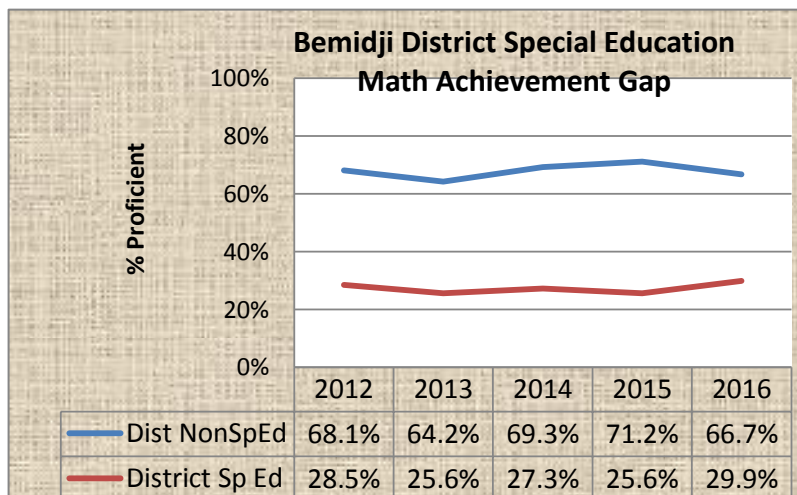 Bemidji District Special Education
Math Achievement Gap
% Proficient
100%
80%
60%
40%
20%
0%
2012 2013 2014 2015 2016
Dist NonSpEd 68.1% 64.2% 69.3% 71.2% 66.7%
District Sp Ed 28.5% 25.6% 27.3% 25.6% 29.9%